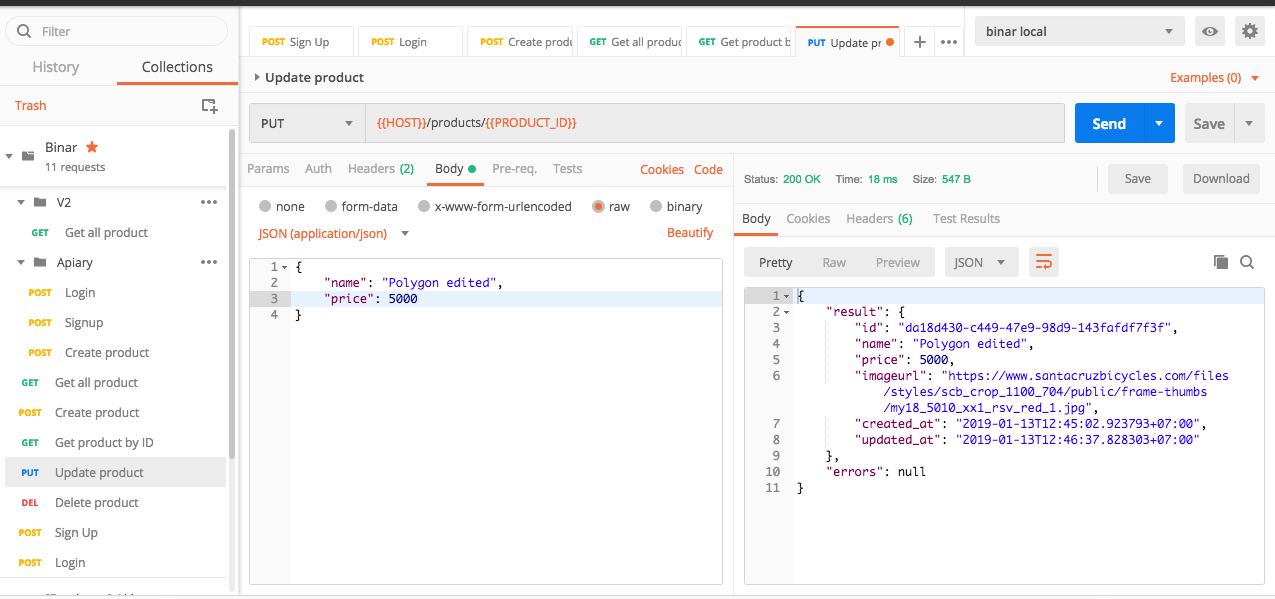 Filter
History
Collections
Trash
Binar
11 requests
V2
GET Get all product
Apiary
POST Login
POST Signup
POST Create product
GET Get all product
POST Create product
GET Get product by ID
PUT Update product
DEL Delete product
POST Sign Up
POST Login
POST Sign Up
POST Login
POST Create produ
GET Get all produc
GET Get product b
PUT Update pr
binar local
Update product
Examples (0)
PUT
{{HOST}}/products/{{PRODUCT_ID}}
Send
Save
Params Auth Headers (2) Body Pre-req. Tests Cookies Code
none form-data x-www-form-urlencoded raw binary
JSON (application/json)
Beautify
1 {
2 "name": "Polygon edited",
3 "price": 5000
4 }
Status: 200 OK Time: 18 ms Size: 547 B
Save
Download
Body Cookies Headers (6) Test Results
Pretty Raw Preview JSON
1 {
2 "result": {
3 "id": "da18d430-c449-47e9-98d9-143fafdf7f3f",
4 "name": "Polygon edited",
5 "price": 5000,
6 "imageurl": "https://www.santacruzbicycles.com/files
/styles/scb_crop_1100_704/public/frame-thumbs
/my18_5010_xx1_rsv_red_1.jpg",
7 "created_at": "2019-01-13T12:45:02.923793+07:00",
8 "updated_at": "2019-01-13T12:46:37.828303+07:00"
9 },
10 "errors": null
11 }